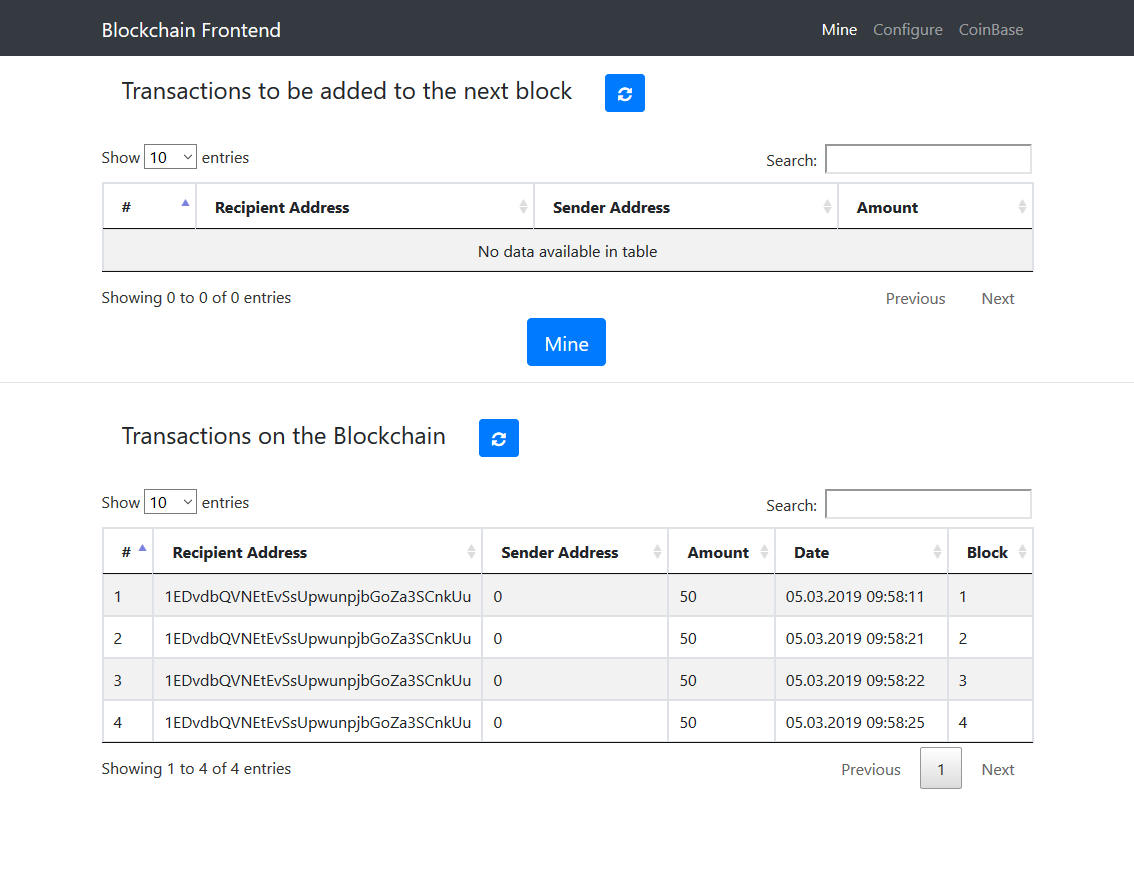 Blockchain Frontend Mine Configure CoinBase
Transactions to be added to the next block
Show 10 entries Search:
# Recipient Address Sender Address Amount
No data available in table
Showing 0 to 0 of 0 entries Previous Next
Mine
Transactions on the Blockchain
Show 10 entries Search:
# Recipient Address Sender Address Amount Date Block
1 1EDvdbQVNEtEvSsUpwunpjbGoZa3SCnkUu 0 50 05.03.2019 09:58:11 1
2 1EDvdbQVNEtEvSsUpwunpjbGoZa3SCnkUu 0 50 05.03.2019 09:58:21 2
3 1EDvdbQVNEtEvSsUpwunpjbGoZa3SCnkUu 0 50 05.03.2019 09:58:22 3
4 1EDvdbQVNEtEvSsUpwunpjbGoZa3SCnkUu 0 50 05.03.2019 09:58:25 4
Showing 1 to 4 of 4 entries Previous 1 Next